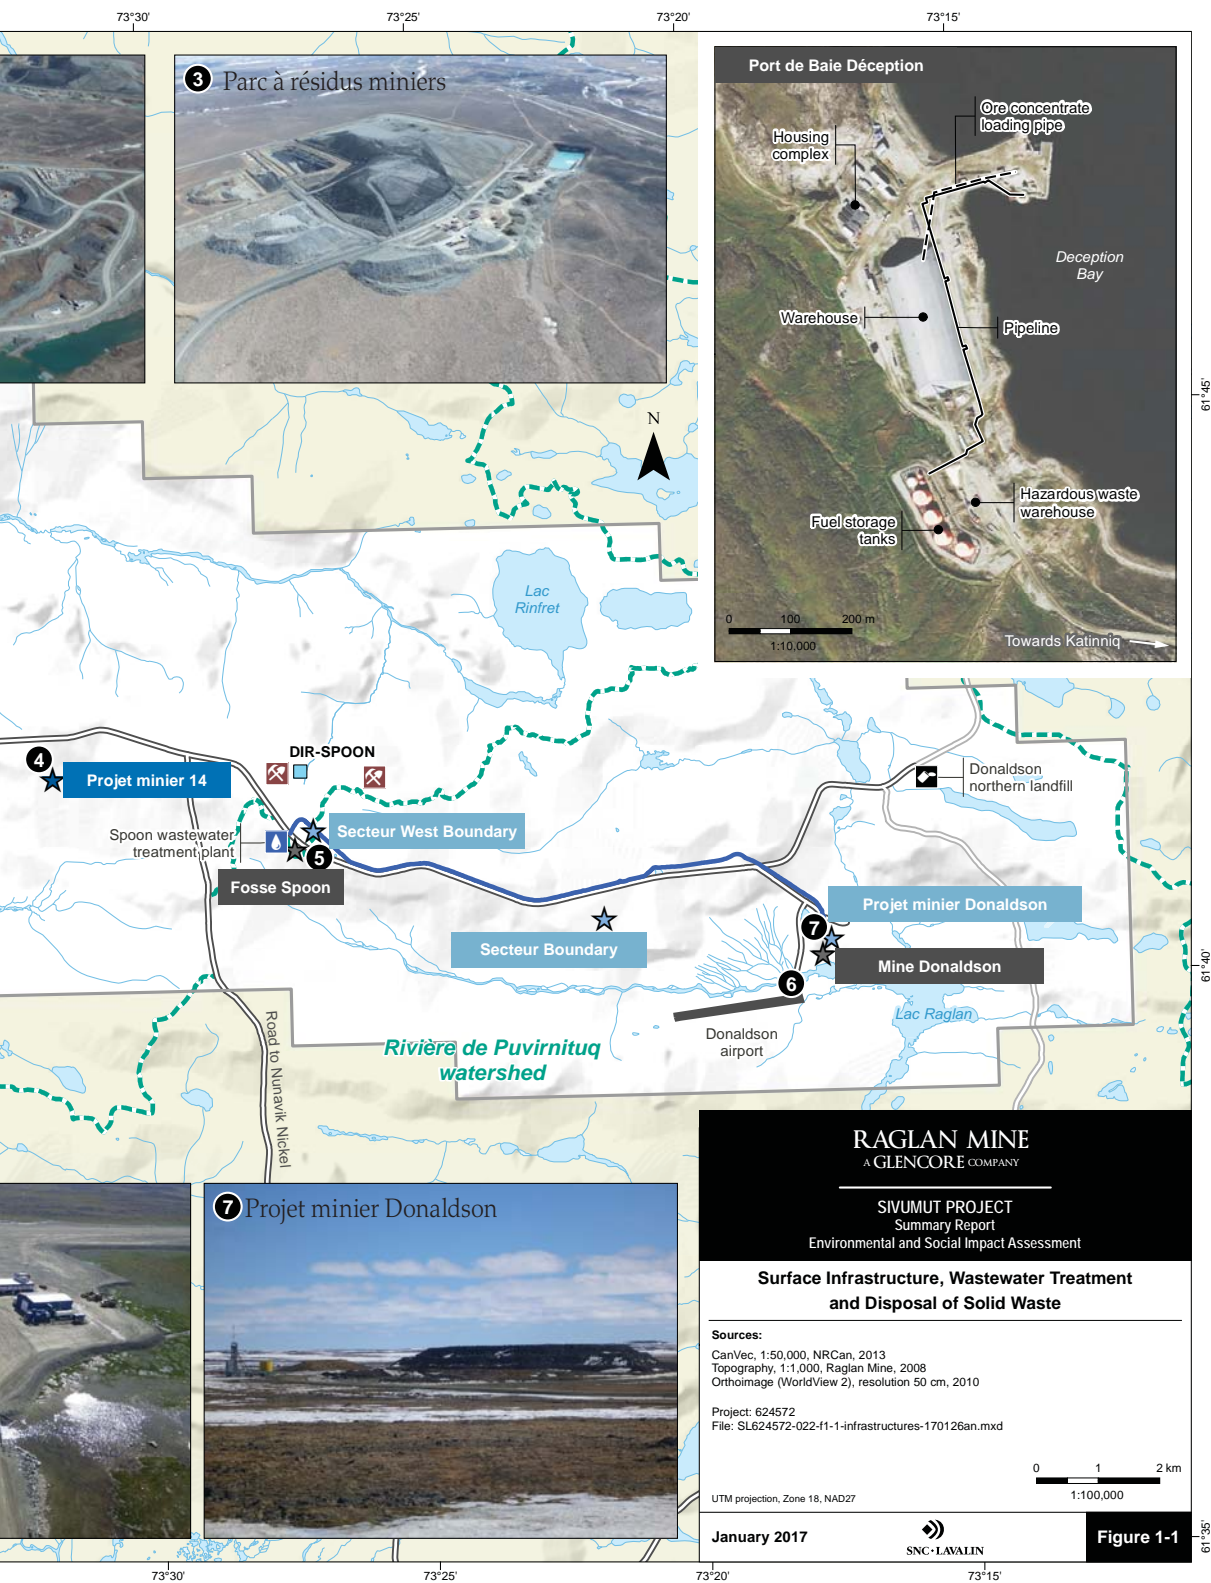 73°30'
73°25'
73°20'
73°15'
3 Parc à résidus miniers
Port de Baie Déception
Ore concentrate
loading pipe
Housing
complex
Deception
Bay
Warehouse
Pipeline
Hazardous waste
warehouse
Fuel storage
tanks
0 100 200 m
1:10,000
Towards Katinniq
61°45'
N
Lac
Rinfret
DIR-SPOON
4
Projet minier 14
Donaldson
northern landfill
Spoon wastewater
treatment plant
Secteur West Boundary
5
Fosse Spoon
Projet minier Donaldson
7
Secteur Boundary
Mine Donaldson
6
61°40'
Lac Raglan
Donaldson
airport
Rivière de Puvirnituq
watershed
Road to Nunavik Nickel
7 Projet minier Donaldson
RAGLAN MINE
A GLENCORE COMPANY
SIVUMUT PROJECT
Summary Report
Environmental and Social Impact Assessment
Surface Infrastructure, Wastewater Treatment
and Disposal of Solid Waste
Sources:
CanVec, 1:50,000, NRCan, 2013
Topography, 1:1,000, Raglan Mine, 2008
Orthoimage (WorldView 2), resolution 50 cm, 2010
Project: 624572
File: SL624572-022-f1-1-infrastructures-170126an.mxd
0 1 2 km
1:100,000
UTM projection, Zone 18, NAD27
January 2017
SNC•LAVALIN
Figure 1-1
61°35'
73°30'
73°25'
73°20'
73°15'